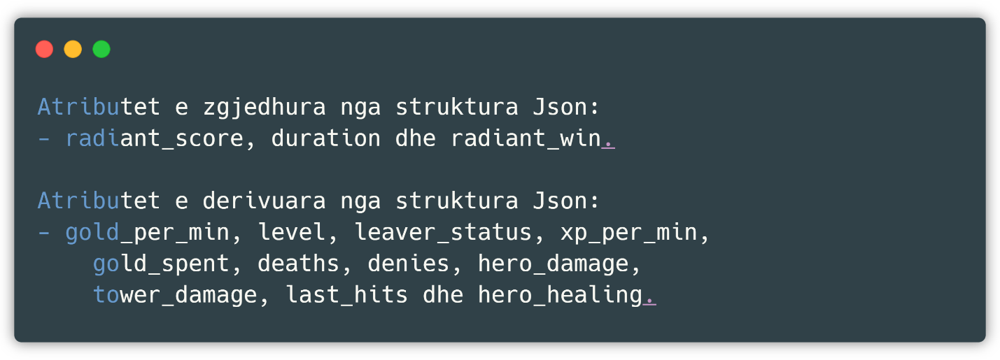 Atributet e zgjedhura nga struktura Json:
- radiant_score, duration dhe radiant_win.
Atributet e derivuara nga struktura Json:
- gold_per_min, level, leaver_status, xp_per_min,
gold_spent, deaths, denies, hero_damage,
tower_damage, last_hits dhe hero_healing.